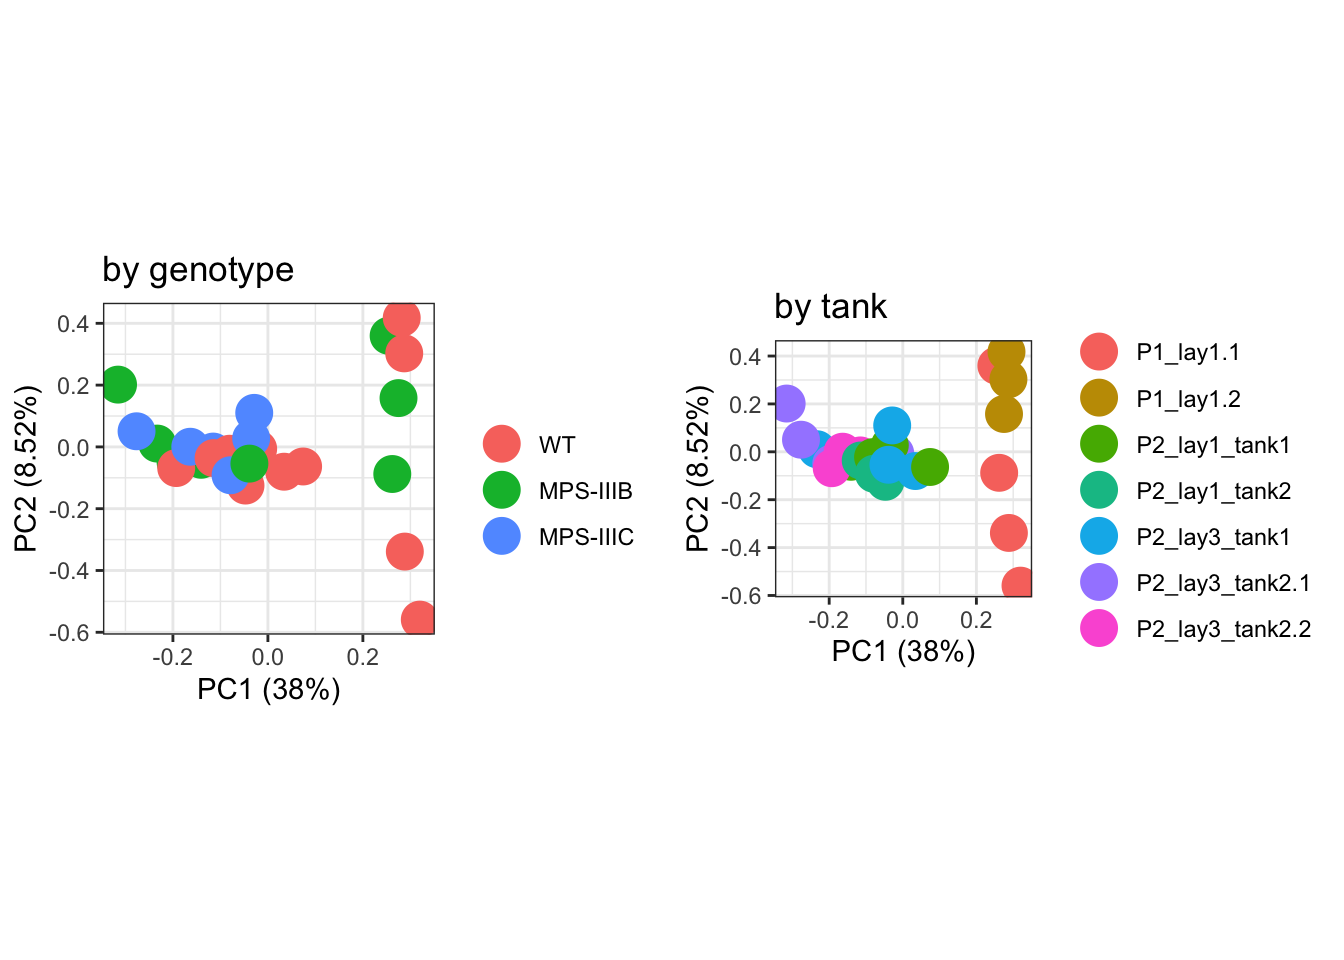 by genotype
0.4
0.2
0.0
-0.2
-0.4
-0.6
PC2 (8.52%)
-0.2 0.0 0.2
PC1 (38%)
WT
MPS-IIIB
MPS-IIIC
by tank
0.4
0.2
0.0
-0.2
-0.4
-0.6
PC2 (8.52%)
-0.2 0.0 0.2
PC1 (38%)
P1_lay1.1
P1_lay1.2
P2_lay1_tank1
P2_lay1_tank2
P2_lay3_tank1
P2_lay3_tank2.1
P2_lay3_tank2.2